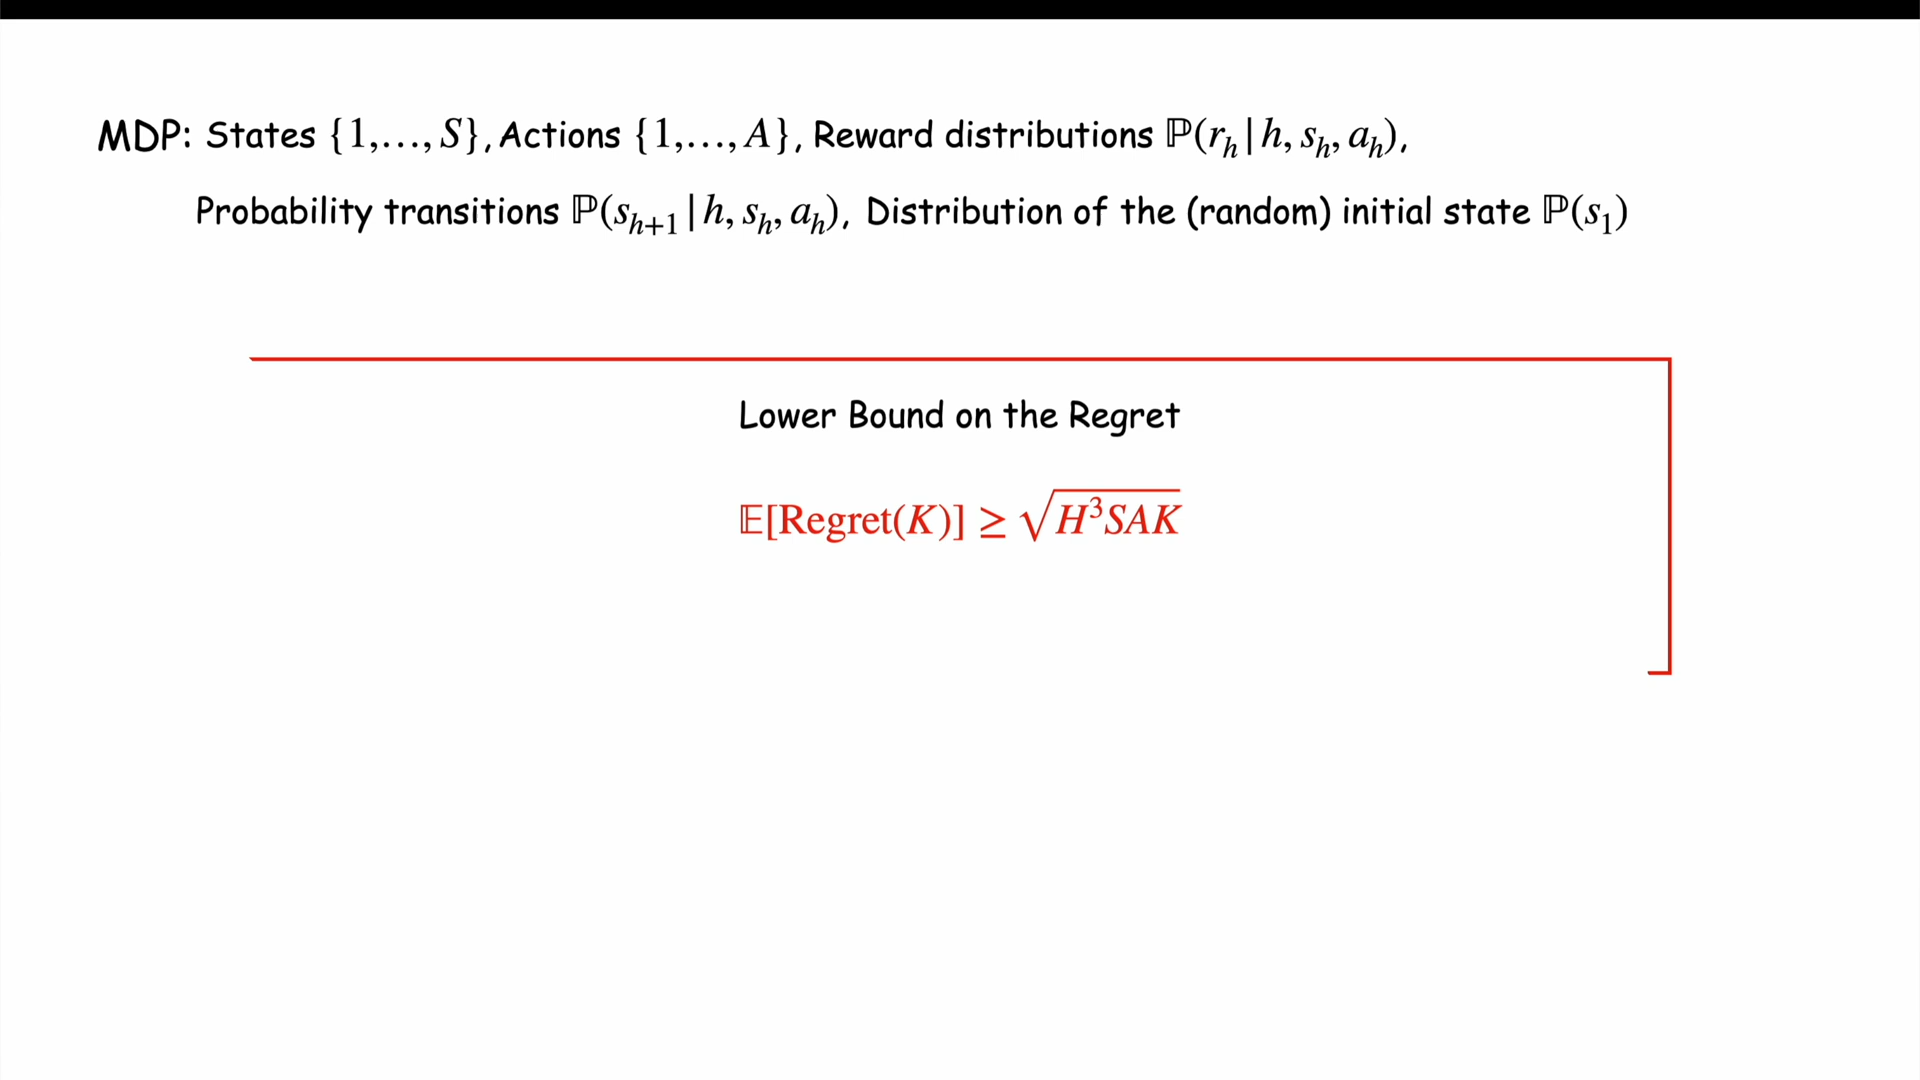 MDP: States {1,…, S}, Actions {1,…, A}, Reward distributions ℙ(r_h | h, s_h, a_h),
Probability transitions ℙ(s_{h+1} | h, s_h, a_h), Distribution of the (random) initial state ℙ(s_1)
Lower Bound on the Regret
𝔼[Regret(K)] ≥ √(H³SAK)